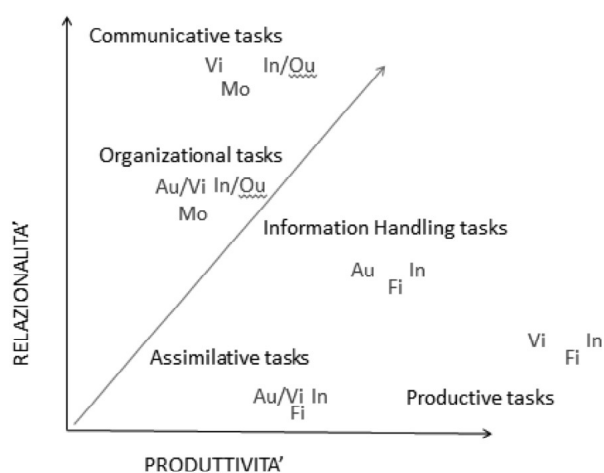 Communicative tasks
Vi In/Ou
Mo
Organizational tasks
Au/Vi In/Ou
Mo
Information Handling tasks
Au In
Fi
Vi In
Fi
Assimilative tasks
Au/Vi In
Fi
Productive tasks
RELAZIONALITA’
PRODUTTIVITA’